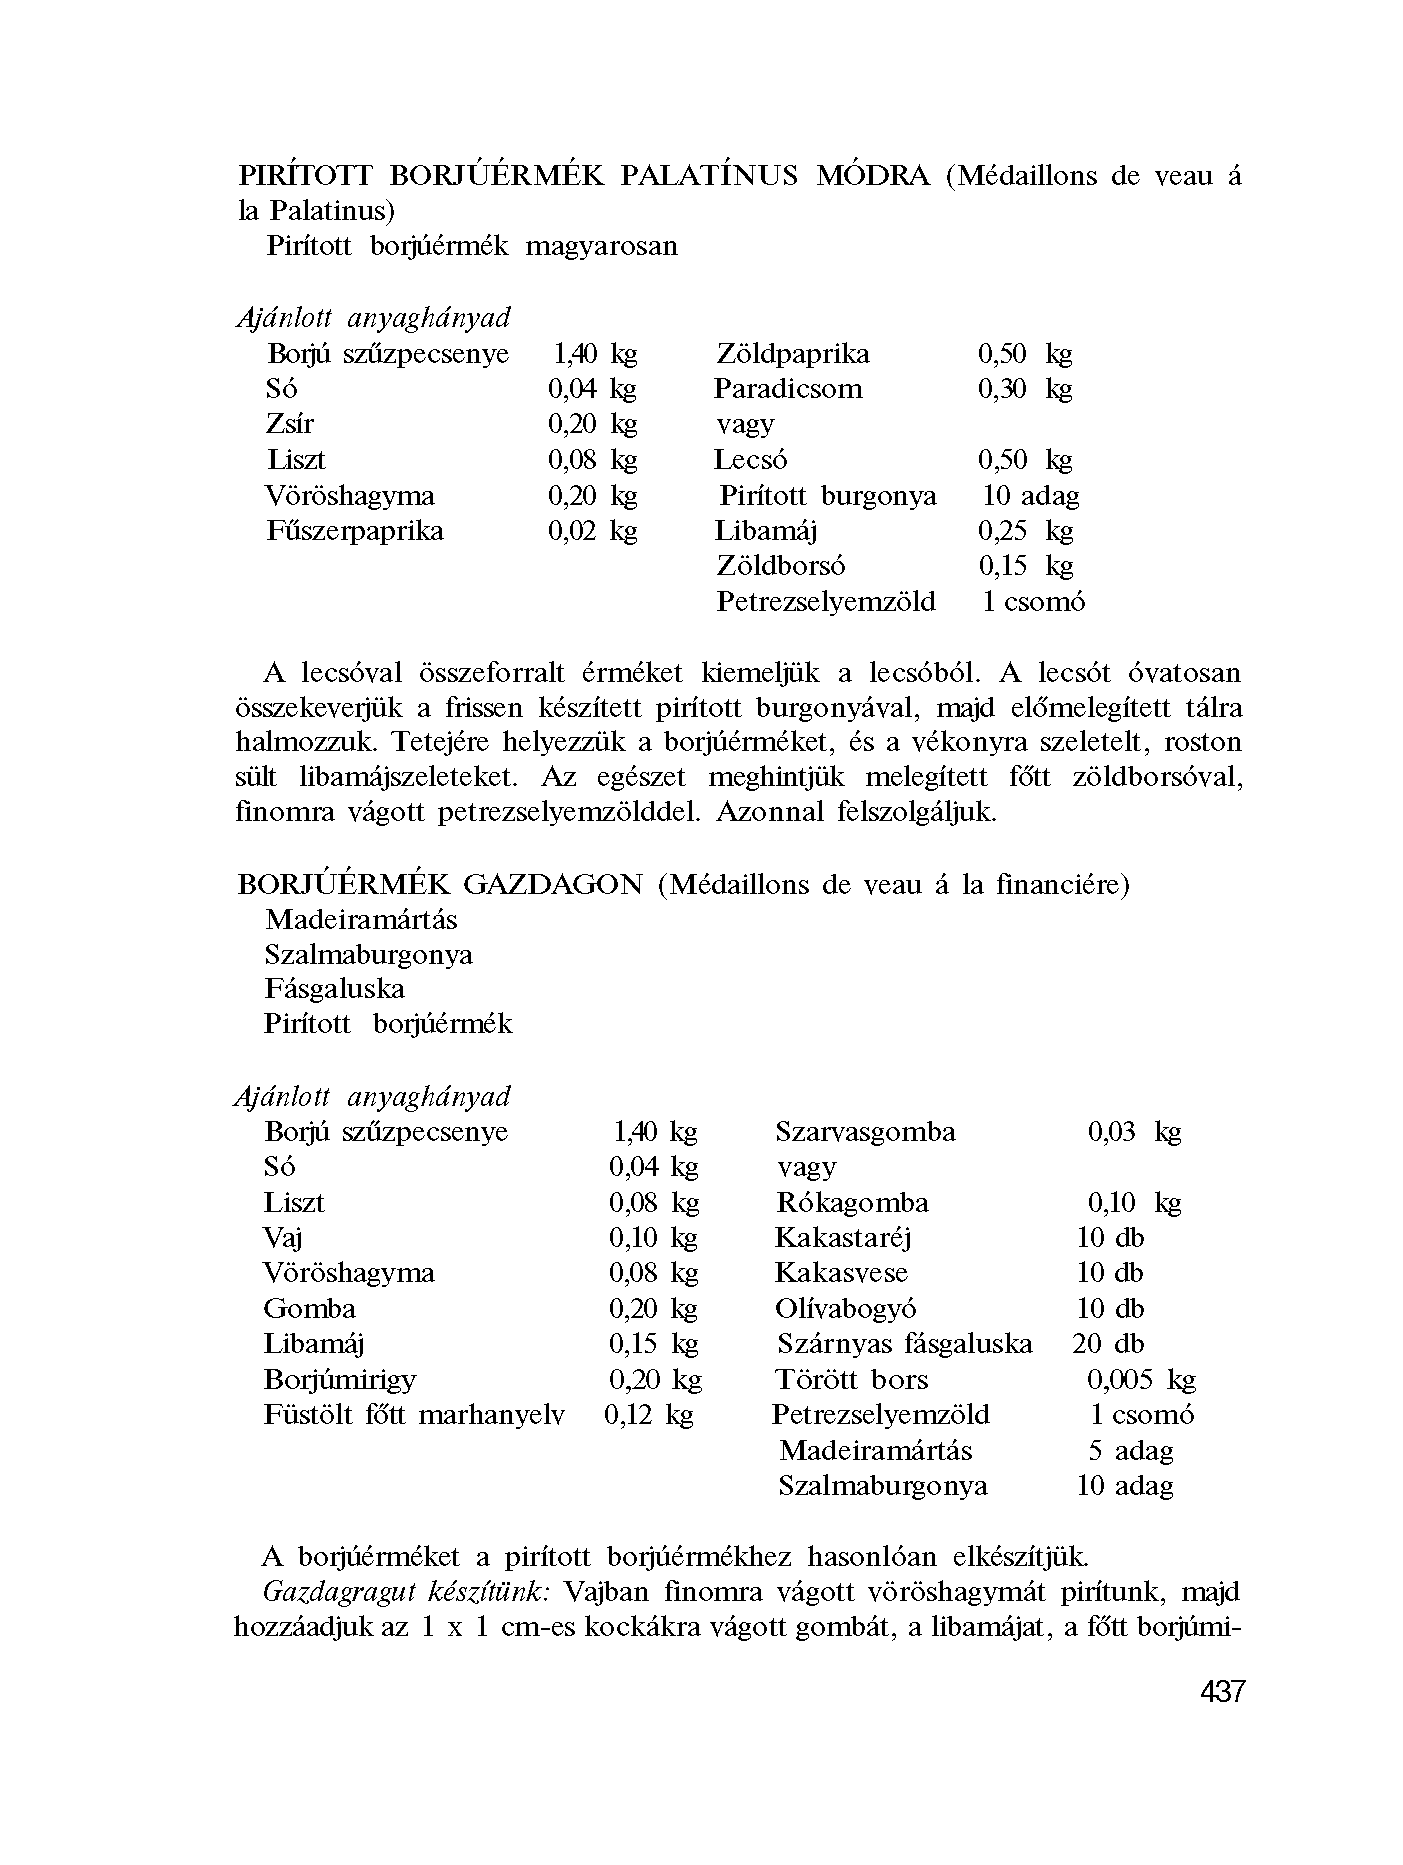 PIRÍTOTT BORJÚÉRMÉK PALATÍNUS MÓDRA (Médaillons de veau á
la Palatinus)
Pirított borjúérmék magyarosan
Ajánlott anyaghányad
Borjú szűzpecsenye 1,40 kg Zöldpaprika 0,50 kg
Só 0,04 kg Paradicsom 0,30 kg
Zsír 0,20 kg vagy
Liszt 0,08 kg Lecsó 0,50 kg
Vöröshagyma 0,20 kg Pirított burgonya 10 adag
Fűszerpaprika 0,02 kg Libamáj 0,25 kg
Zöldborsó 0,15 kg
Petrezselyemzöld 1 csomó
A lecsóval összeforralt érméket kiemeljük a lecsóból. A lecsót óvatosan
összekeverjük a frissen készített pirított burgonyával, majd előmelegített tálra
halmozzuk. Tetejére helyezzük a borjúérméket, és a vékonyra szeletelt, roston
sült libamájszeleteket. Az egészet meghintjük melegített főtt zöldborsóval,
finomra vágott petrezselyemzölddel. Azonnal felszolgáljuk.
BORJÚÉRMÉK GAZDAGON (Médaillons de veau á la financiére)
Madeiramártás
Szalmaburgonya
Fásgaluska
Pirított borjúérmék
Ajánlott anyaghányad
Borjú szűzpecsenye 1,40 kg Szarvasgomba 0,03 kg
Só 0,04 kg vagy
Liszt 0,08 kg Rókagomba 0,10 kg
Vaj 0,10 kg Kakastaréj 10 db
Vöröshagyma 0,08 kg Kakasvese 10 db
Gomba 0,20 kg Olívabogyó 10 db
Libamáj 0,15 kg Szárnyas fásgaluska 20 db
Borjúmirigy 0,20 kg Törött bors 0,005 kg
Füstölt főtt marhanyelv 0,12 kg Petrezselyemzöld 1 csomó
Madeiramártás 5 adag
Szalmaburgonya 10 adag
A borjúérméket a pirított borjúérmékhez hasonlóan elkészítjük.
Gazdagragut készítünk: Vajban finomra vágott vöröshagymát pirítunk, majd
hozzáadjuk az 1 x 1 cm-es kockákra vágott gombát, a libamájat, a főtt borjúmi-
437